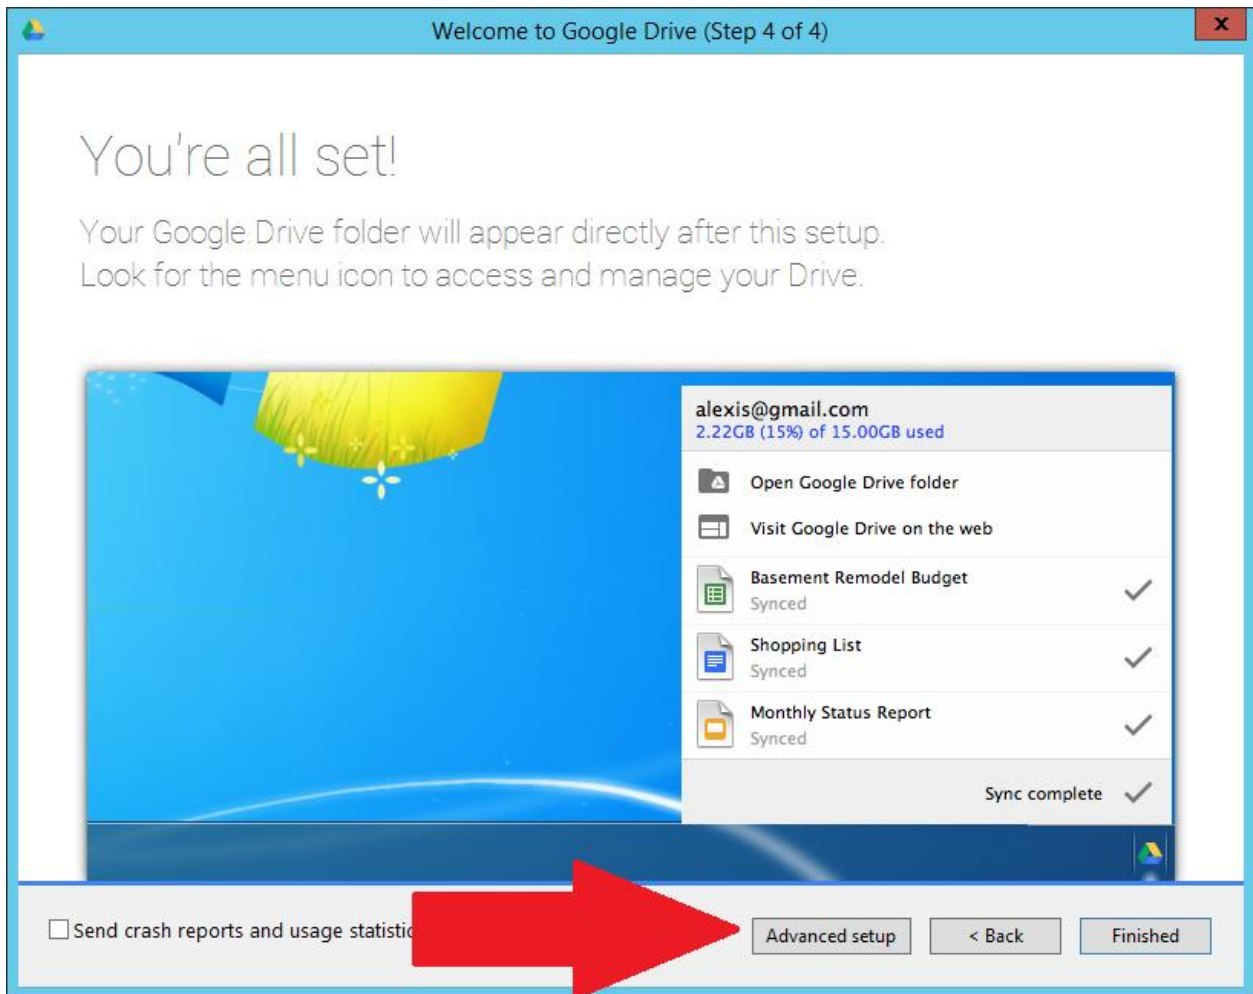 Welcome to Google Drive (Step 4 of 4)
x
You're all set!
Your Google Drive folder will appear directly after this setup.
Look for the menu icon to access and manage your Drive.
alexis@gmail.com
2.22GB (15%) of 15.00GB used
Open Google Drive folder
Visit Google Drive on the web
Basement Remodel Budget
Synced
Shopping List
Synced
Monthly Status Report
Synced
Sync complete
Send crash reports and usage
Advanced setup
< Back
Finished